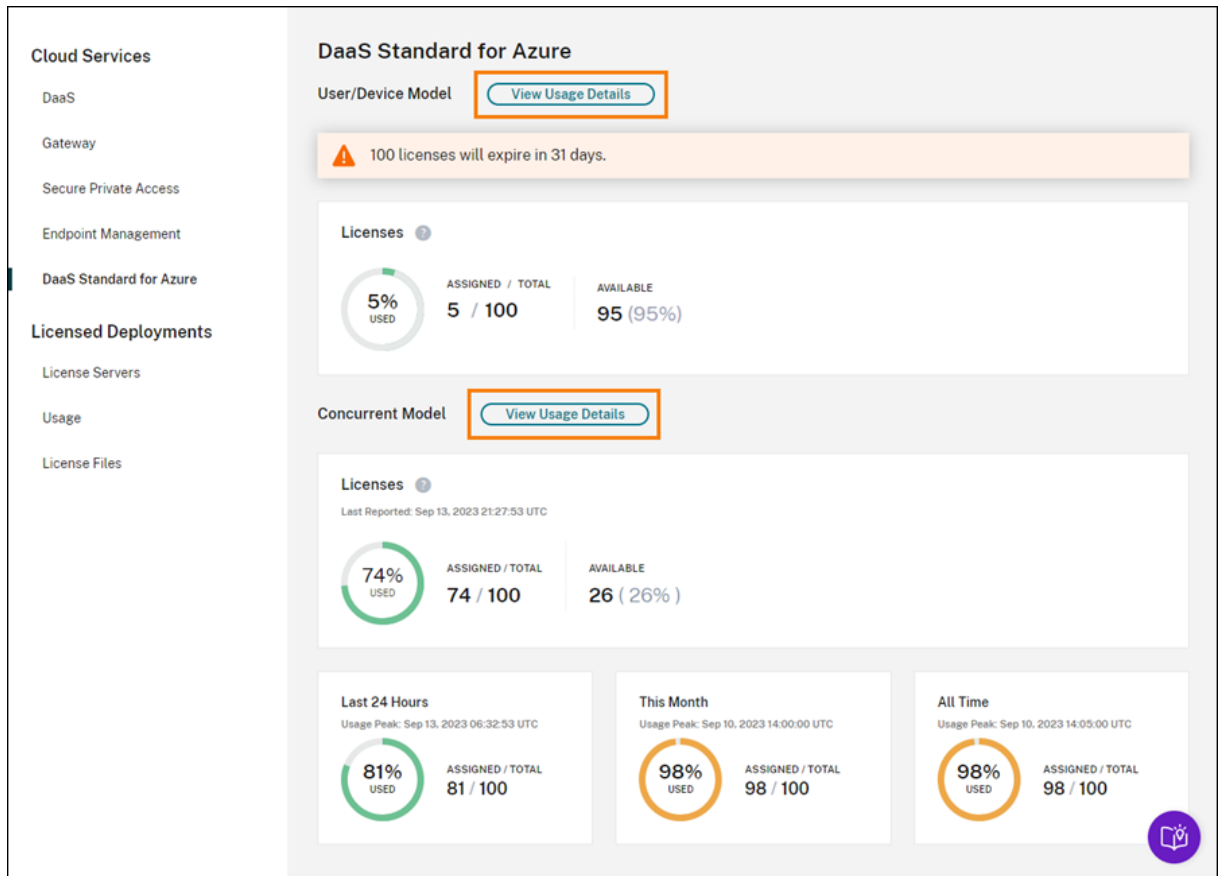 Cloud Services
DaaS
Gateway
Secure Private Access
Endpoint Management
DaaS Standard for Azure
Licensed Deployments
License Servers
Usage
License Files
DaaS Standard for Azure
User/Device Model View Usage Details
100 licenses will expire in 31 days.
Licenses ?
5% USED
ASSIGNED / TOTAL
5 / 100
AVAILABLE
95 (95%)
Concurrent Model View Usage Details
Licenses ?
Last Reported: Sep 13, 2023 21:27:53 UTC
74% USED
ASSIGNED / TOTAL
74 / 100
AVAILABLE
26 ( 26% )
Last 24 Hours
Usage Peak: Sep 13, 2023 06:32:53 UTC
81% USED
ASSIGNED / TOTAL
81 / 100
This Month
Usage Peak: Sep 10, 2023 14:00:00 UTC
98% USED
ASSIGNED / TOTAL
98 / 100
All Time
Usage Peak: Sep 10, 2023 14:05:00 UTC
98% USED
ASSIGNED / TOTAL
98 / 100